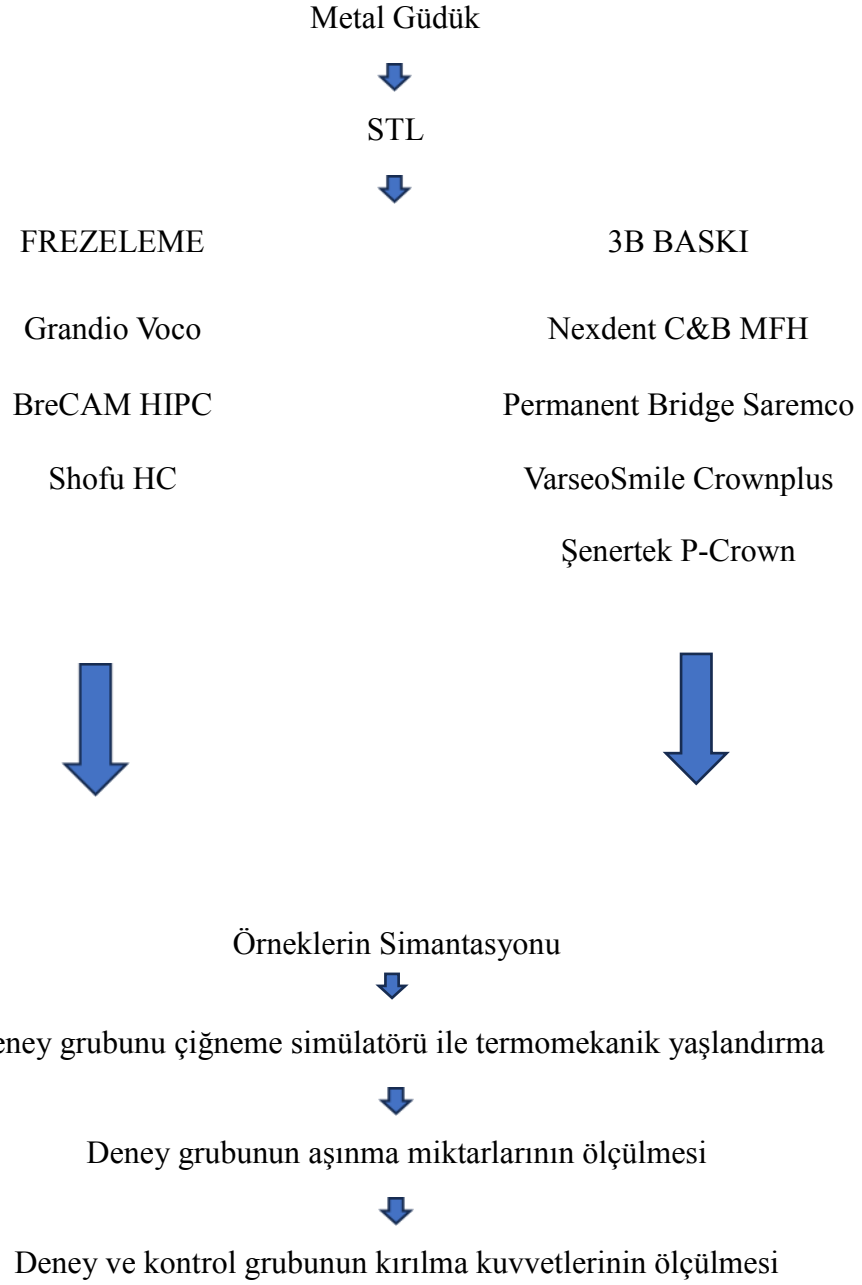 Metal Güdük
STL
FREZELEME
3B BASKI
Grandio Voco
Nexdent C&B MFH
BreCAM HIPC
Permanent Bridge Saremco
Shofu HC
VarseoSmile Crownplus
Şenertek P-Crown
Örneklerin Simantasyonu
eney grubunu çiğneme simülatörü ile termomekanik yaşlandırma
Deney grubunun aşınma miktarlarının ölçülmesi
Deney ve kontrol grubunun kırılma kuvvetlerinin ölçülmesi